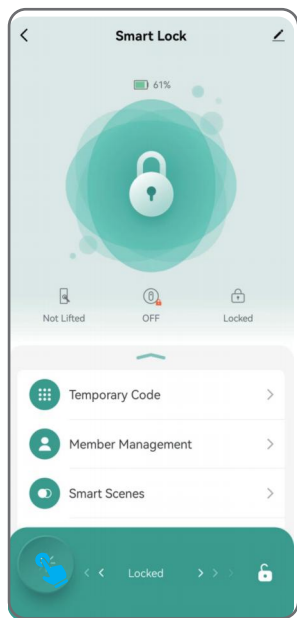 Smart Lock
61%
Not Lifted OFF Locked
Temporary Code
Member Management
Smart Scenes
Locked